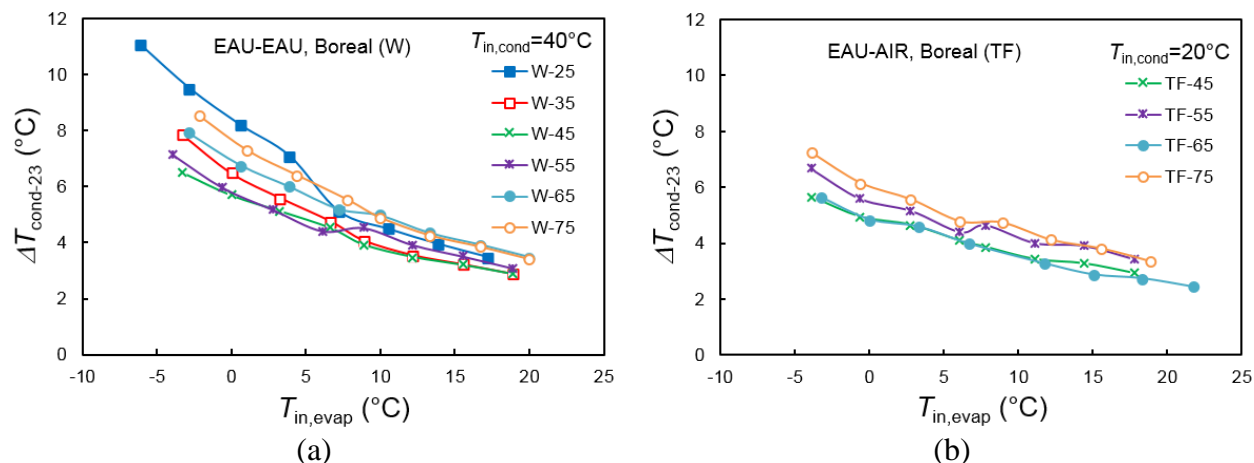 EAU-EAU, Boreal (W)
T_in,cond=40°C
W-25
W-35
W-45
W-55
W-65
W-75
ΔT_cond-23 (°C)
12
10
8
6
4
2
0
-10 -5 0 5 10 15 20 25
T_in,evap (°C)
(a)
EAU-AIR, Boreal (TF)
T_in,cond=20°C
TF-45
TF-55
TF-65
TF-75
ΔT_cond-23 (°C)
12
10
8
6
4
2
0
-10 -5 0 5 10 15 20 25
T_in,evap (°C)
(b)